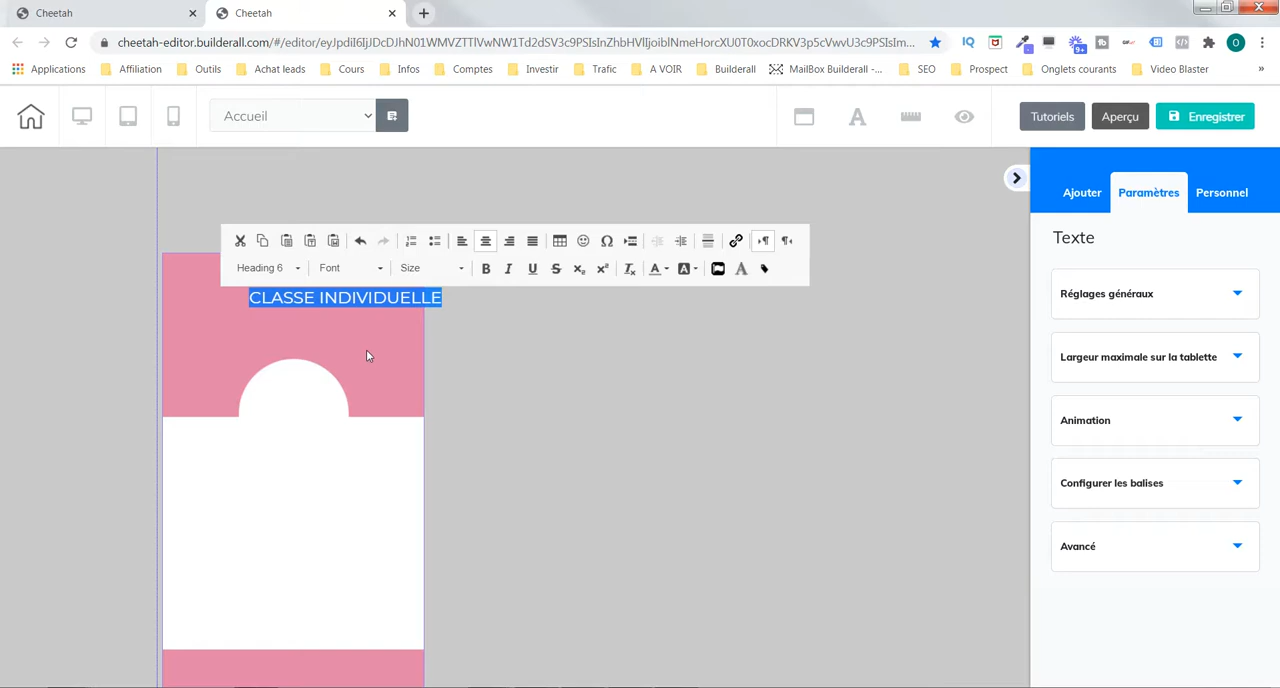 Cheetah
Cheetah
cheetah-editor.builderall.com/#/editor/eyJpdiI6IjJDcDJhN01WMVZTTlVwNW1Td2dSV3c9PSIsInZhbHVlIjoiblNmeHorcXU0T0xocDRKV3p5cVwvU3c9PSIsIm...
9+
O
Applications
Affiliation
Outils
Achat leads
Cours
Infos
Comptes
Investir
Trafic
A VOIR
Builderall
MailBox Builderall -...
SEO
Prospect
Onglets courants
Video Blaster
»
Accueil
Tutoriels
Aperçu
Enregistrer
Ajouter
Paramètres
Personnel
Texte
Heading 6
Font
Size
CLASSE INDIVIDUELLE
Réglages généraux
Largeur maximale sur la tablette
Animation
Configurer les balises
Avancé